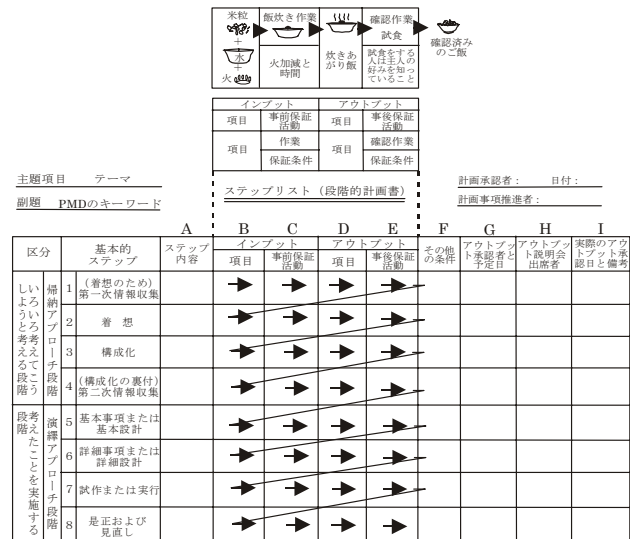 米粒
+
水
+
火
飯炊き作業
火加減と
時間
炊きあ
がり飯
確認作業
試食
試食をする
人は主人の
好みを知っ
ていること
確認済み
のご飯
インプット
アウトプット
項目
事前保証
活動
項目
事後保証
活動
項目
作業
保証条件
項目
確認作業
保証条件
主題項目 テーマ
副題 PMDのキーワード
ステップリスト（段階的計画書）
計画承認者： 日付：
計画事項推進者：
A B C D E F G H I
区分
基本的
ステップ
ステップ
内容
インプット
項目
事前保証
活動
アウトプット
項目
事後保証
活動
その他
の条件
アウトプッ
ト承認者と
予定日
アウトプッ
ト説明会
出席者
実際のアウ
トプット承
認日と備考
いろいろ考えてこう
しようと考える段階
帰納アプローチ段階
1 (着想のため)
第一次情報収集
2 着想
3 構成化
4 (構成化の裏付)
第二次情報収集
考えたことを実施する
段階
演繹アプローチ段階
5 基本事項または
基本設計
6 詳細事項または
詳細設計
7 試作または実行
8 是正および
見直し